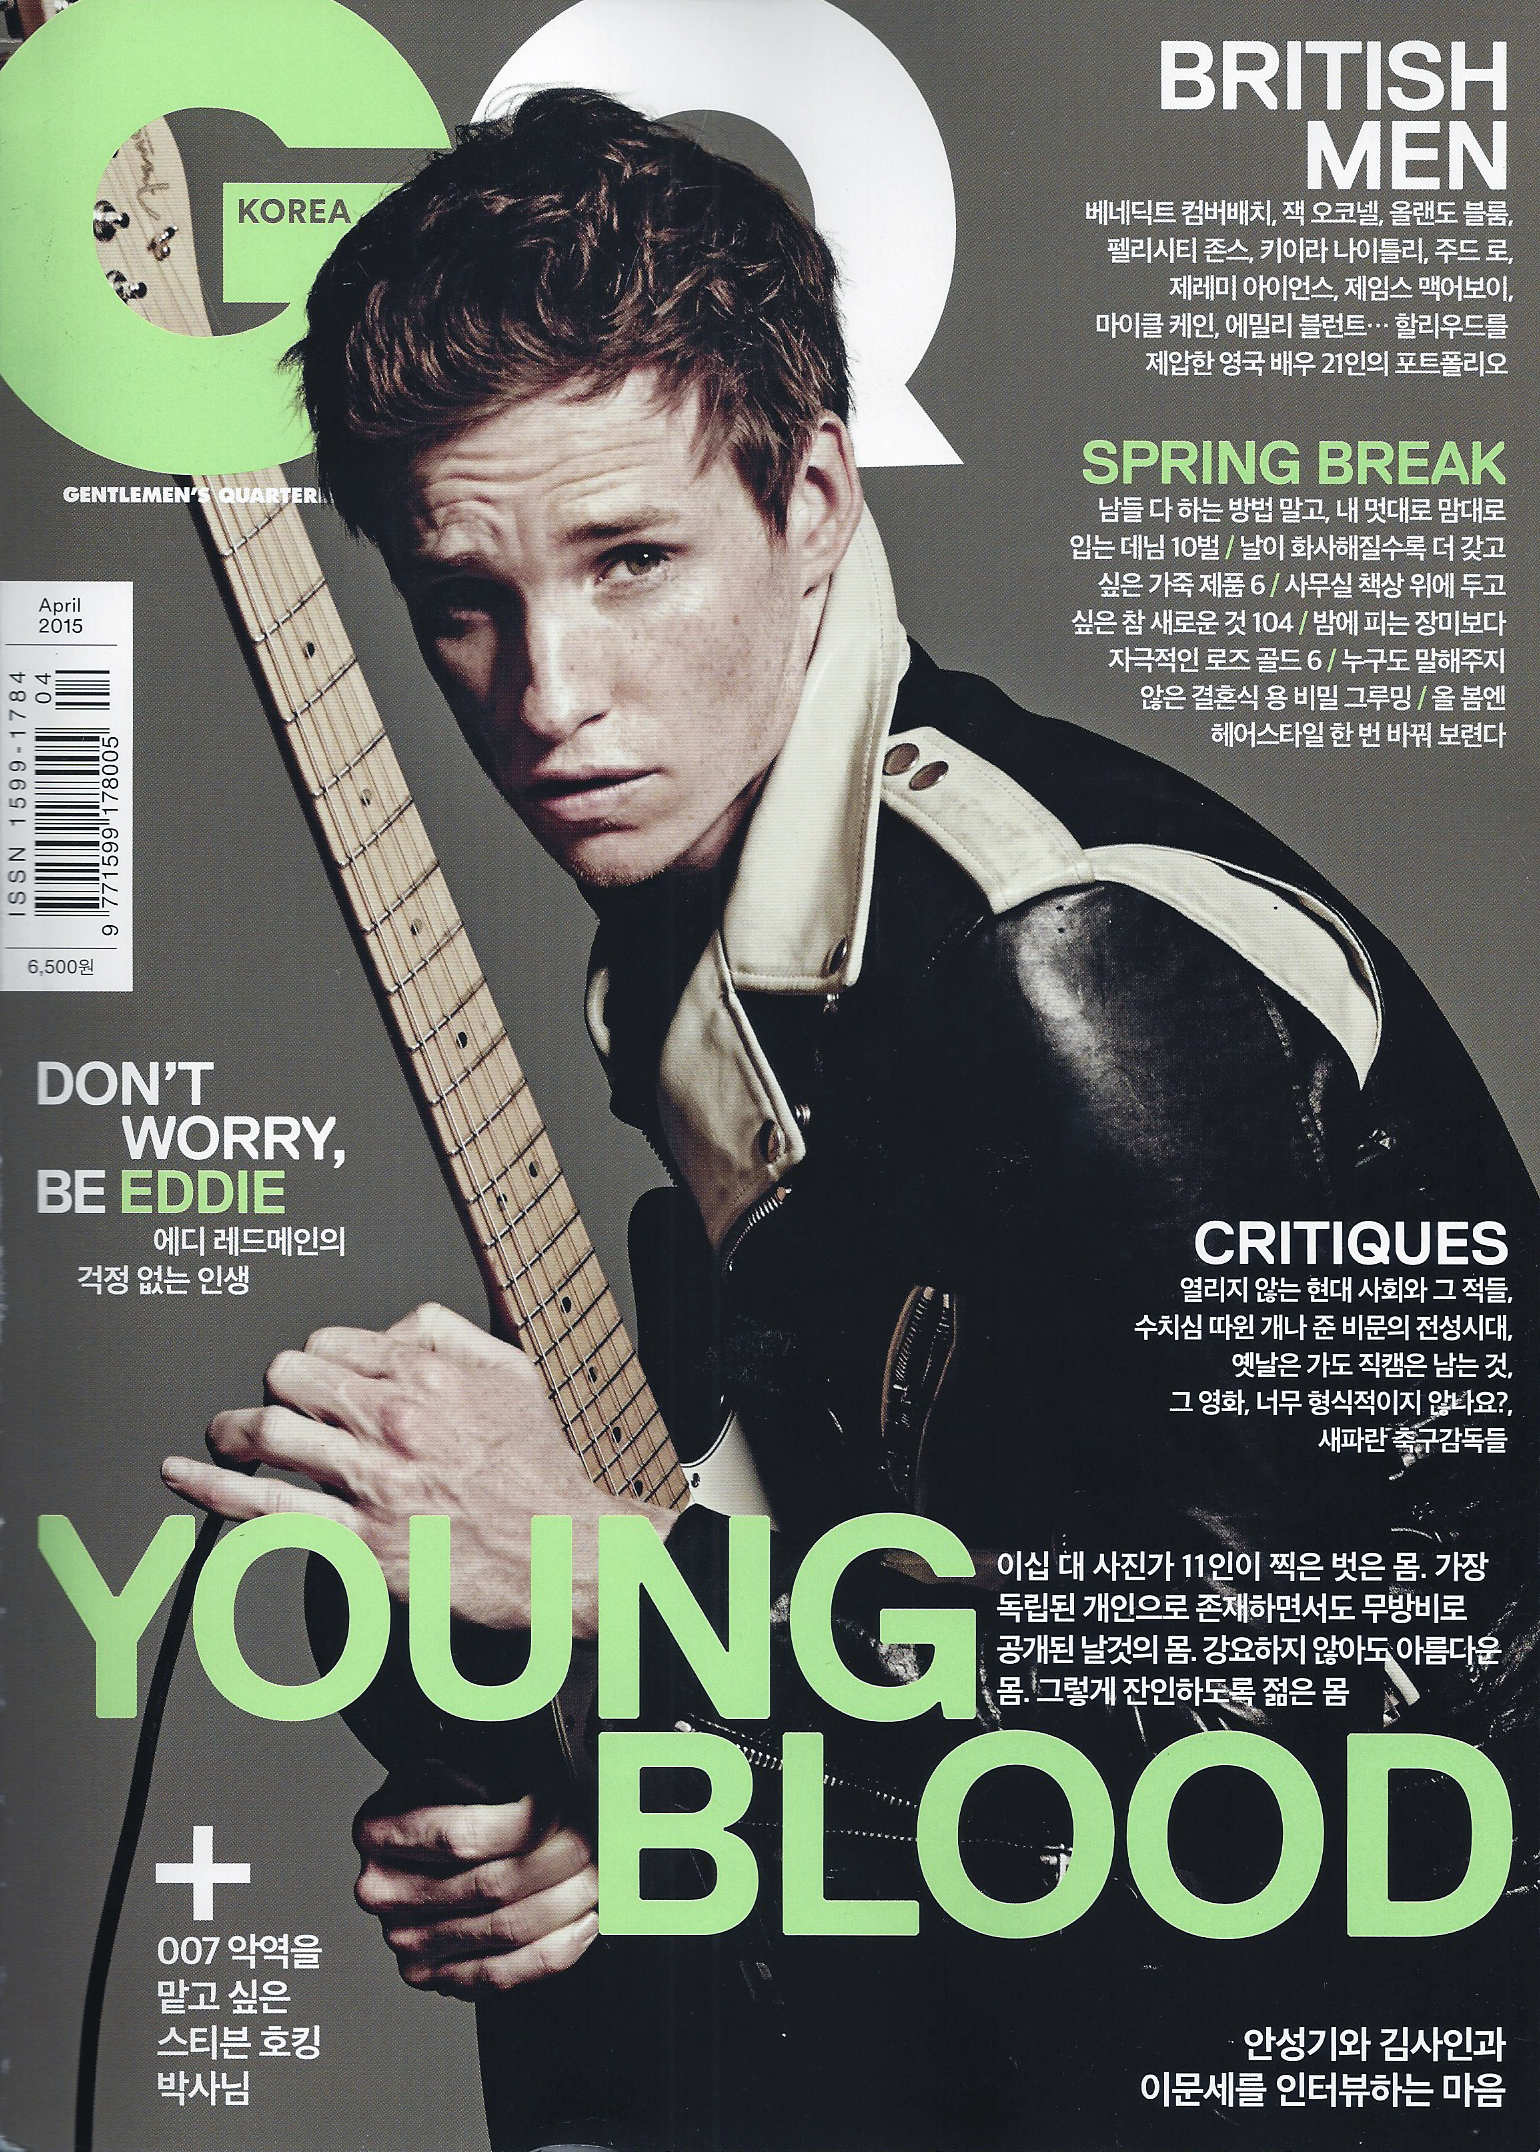 GQ
KOREA
GENTLEMEN'S QUARTER
BRITISH
MEN
베네딕트 컴버배치, 잭 오코넬, 올랜도 블룸,
펠리시티 존스, 키이라 나이틀리, 주드 로,
제레미 아이언스, 제임스 맥어보이,
마이클 케인, 에밀리 블런트… 할리우드를
제압한 영국 배우 21인의 포트폴리오
SPRING BREAK
남들 다 하는 방법 말고, 내 멋대로 맘대로
입는 데님 10벌 / 날이 화사해질수록 더 갖고
싶은 가죽 제품 6 / 사무실 책상 위에 두고
싶은 참 새로운 것 104 / 밤에 피는 장미보다
자극적인 로즈 골드 6 / 누구도 말해주지
않은 결혼식 용 비밀 그루밍 / 올 봄엔
헤어스타일 한 번 바꿔 보련다
April
2015
ISSN 1599-1784
04
9 771599 178005
6,500원
DON'T
WORRY,
BE EDDIE
에디 레드메인의
걱정 없는 인생
CRITIQUES
열리지 않는 현대 사회와 그 적들,
수치심 따윈 개나 준 비문의 전성시대,
옛날은 가도 직캠은 남는 것,
그 영화, 너무 형식적이지 않나요?,
새파란 축구감독들
YOUNG
BLOOD
이십 대 사진가 11인이 찍은 벗은 몸. 가장
독립된 개인으로 존재하면서도 무방비로
공개된 날것의 몸. 강요하지 않아도 아름다운
몸. 그렇게 잔인하도록 젊은 몸
+
007 악역을
맡고 싶은
스티븐 호킹
박사님
안성기와 김사인과
이문세를 인터뷰하는 마음